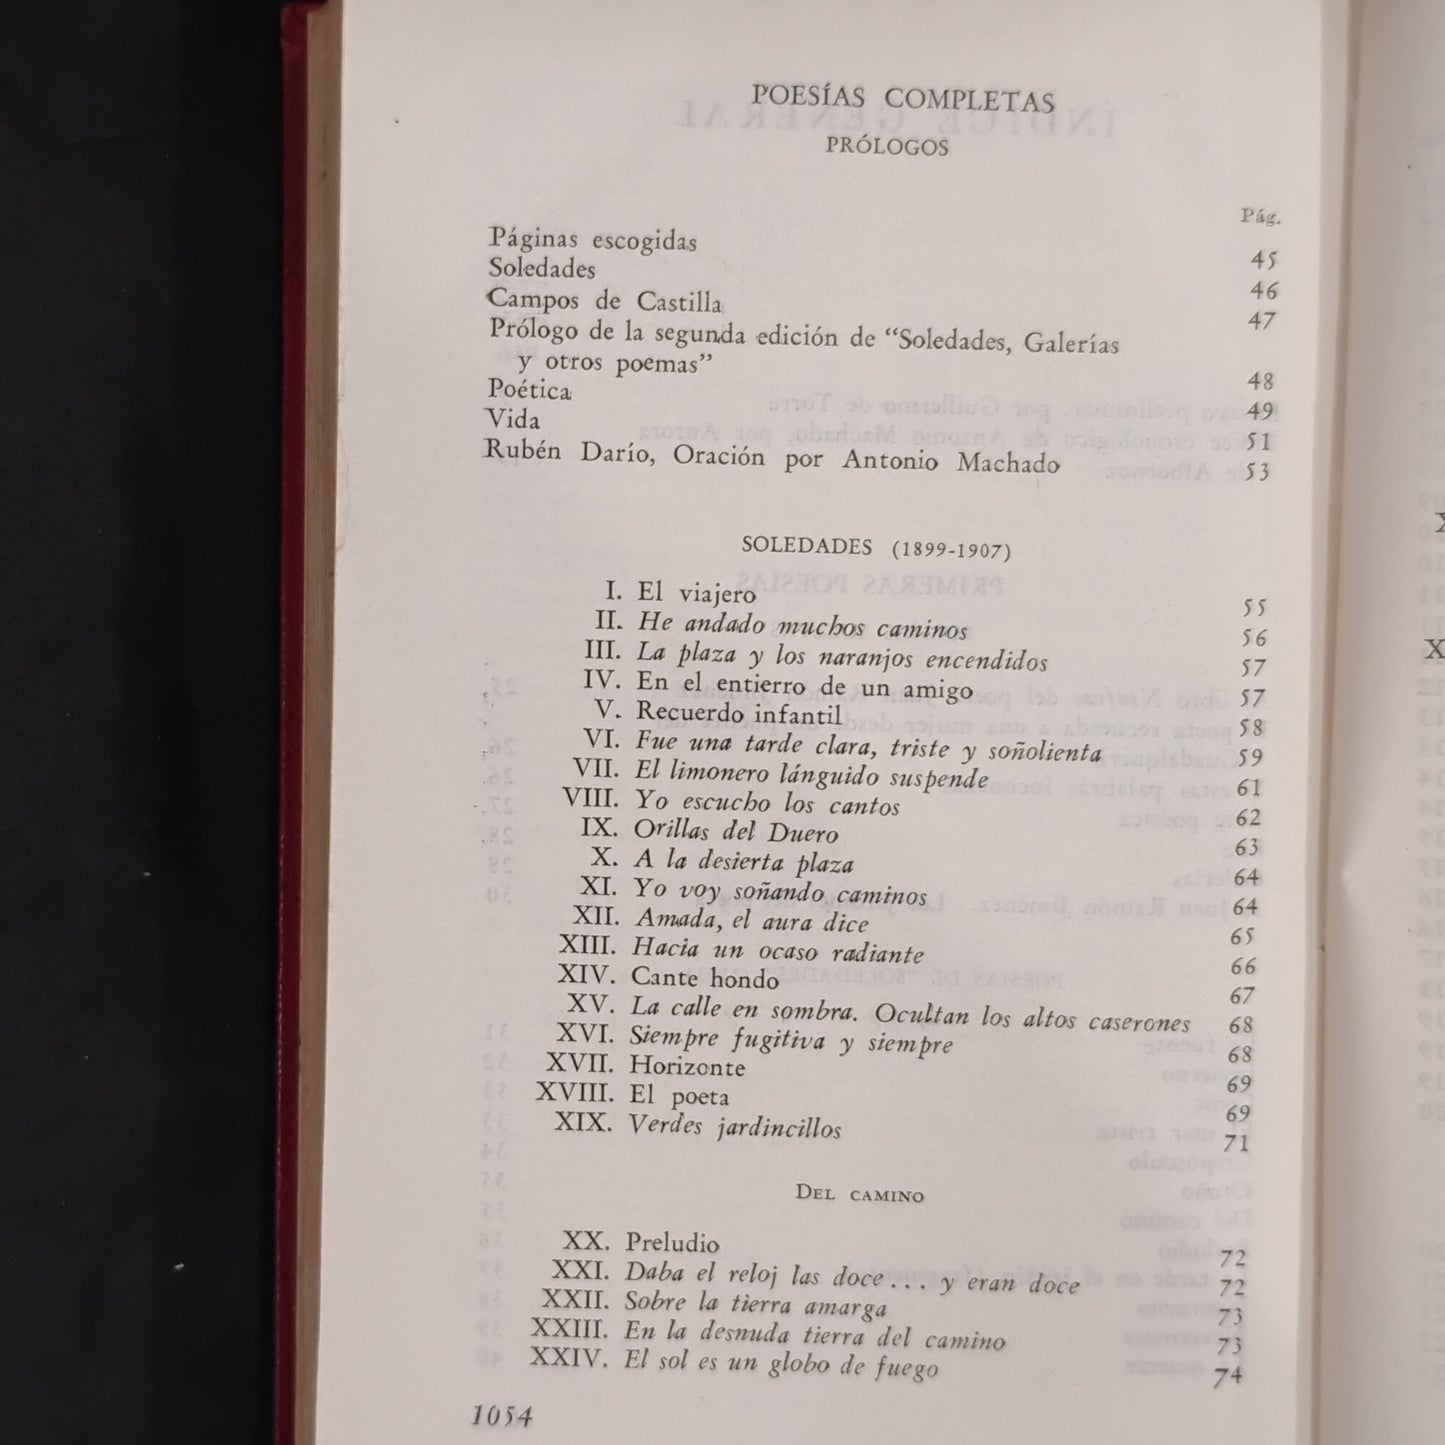 POESÍAS COMPLETAS
PRÓLOGOS
Pág.
Páginas escogidas 45
Soledades 46
Campos de Castilla 47
Prólogo de la segunda edición de “Soledades, Galerías
y otros poemas” 48
Poética 49
Vida 51
Rubén Darío, Oración por Antonio Machado 53
SOLEDADES (1899-1907)
I. El viajero 55
II. He andado muchos caminos 56
III. La plaza y los naranjos encendidos 57
IV. En el entierro de un amigo 57
V. Recuerdo infantil 58
VI. Fue una tarde clara, triste y soñolienta 59
VII. El limonero lánguido suspende 61
VIII. Yo escucho los cantos 62
IX. Orillas del Duero 63
X. A la desierta plaza 64
XI. Yo voy soñando caminos 64
XII. Amada, el aura dice 65
XIII. Hacia un ocaso radiante 66
XIV. Cante hondo 67
XV. La calle en sombra. Ocultan los altos caserones 68
XVI. Siempre fugitiva y siempre 68
XVII. Horizonte 69
XVIII. El poeta 69
XIX. Verdes jardincillos 71
DEL CAMINO
XX. Preludio 72
XXI. Daba el reloj las doce... y eran doce 72
XXII. Sobre la tierra amarga 73
XXIII. En la desnuda tierra del camino 73
XXIV. El sol es un globo de fuego 74
1054